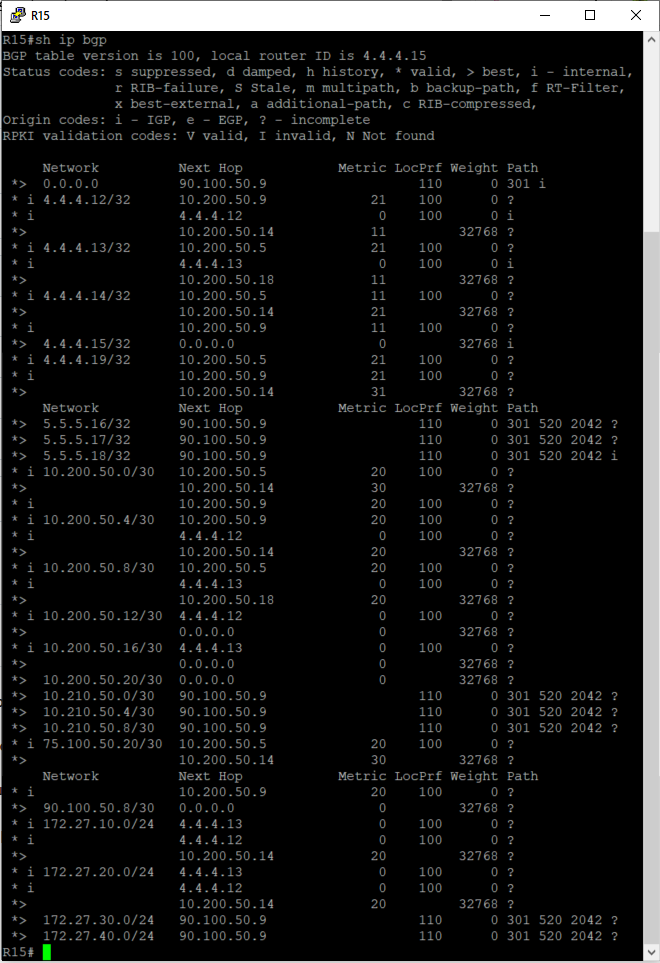 R15
R15#sh ip bgp
BGP table version is 100, local router ID is 4.4.4.15
Status codes: s suppressed, d damped, h history, * valid, > best, i - internal,
              r RIB-failure, S Stale, m multipath, b backup-path, f RT-Filter,
              x best-external, a additional-path, c RIB-compressed,
Origin codes: i - IGP, e - EGP, ? - incomplete
RPKI validation codes: V valid, I invalid, N Not found
     Network          Next Hop            Metric LocPrf Weight Path
 *>  0.0.0.0          90.100.50.9                   110      0 301 i
 * i 4.4.4.12/32      10.200.50.9             21    100      0 ?
 * i                  4.4.4.12                 0    100      0 i
 *>                   10.200.50.14            11         32768 ?
 * i 4.4.4.13/32      10.200.50.5             21    100      0 ?
 * i                  4.4.4.13                 0    100      0 i
 *>                   10.200.50.18            11         32768 ?
 * i 4.4.4.14/32      10.200.50.5             11    100      0 ?
 *>                   10.200.50.14            21         32768 ?
 * i                  10.200.50.9             11    100      0 ?
 *>  4.4.4.15/32      0.0.0.0                  0         32768 i
 * i 4.4.4.19/32      10.200.50.5             21    100      0 ?
 * i                  10.200.50.9             21    100      0 ?
 *>                   10.200.50.14            31         32768 ?
     Network          Next Hop            Metric LocPrf Weight Path
 *>  5.5.5.16/32      90.100.50.9                   110      0 301 520 2042 ?
 *>  5.5.5.17/32      90.100.50.9                   110      0 301 520 2042 ?
 *>  5.5.5.18/32      90.100.50.9                   110      0 301 520 2042 i
 * i 10.200.50.0/30   10.200.50.5             20    100      0 ?
 *>                   10.200.50.14            30         32768 ?
 * i                  10.200.50.9             20    100      0 ?
 * i 10.200.50.4/30   10.200.50.9             20    100      0 ?
 * i                  4.4.4.12                 0    100      0 ?
 *>                   10.200.50.14            20         32768 ?
 * i 10.200.50.8/30   10.200.50.5             20    100      0 ?
 * i                  4.4.4.13                 0    100      0 ?
 *>                   10.200.50.18            20         32768 ?
 * i 10.200.50.12/30  4.4.4.12                 0    100      0 ?
 *>                   0.0.0.0                  0         32768 ?
 * i 10.200.50.16/30  4.4.4.13                 0    100      0 ?
 *>                   0.0.0.0                  0         32768 ?
 *>  10.200.50.20/30  0.0.0.0                  0         32768 ?
 *>  10.210.50.0/30   90.100.50.9                   110      0 301 520 2042 ?
 *>  10.210.50.4/30   90.100.50.9                   110      0 301 520 2042 ?
 *>  10.210.50.8/30   90.100.50.9                   110      0 301 520 2042 ?
 * i 75.100.50.20/30  10.200.50.5             20    100      0 ?
 *>                   10.200.50.14            30         32768 ?
     Network          Next Hop            Metric LocPrf Weight Path
 * i                  10.200.50.9             20    100      0 ?
 *>  90.100.50.8/30   0.0.0.0                  0         32768 ?
 * i 172.27.10.0/24   4.4.4.13                 0    100      0 ?
 * i                  4.4.4.12                 0    100      0 ?
 *>                   10.200.50.14            20         32768 ?
 * i 172.27.20.0/24   4.4.4.13                 0    100      0 ?
 * i                  4.4.4.12                 0    100      0 ?
 *>                   10.200.50.14            20         32768 ?
 *>  172.27.30.0/24   90.100.50.9                   110      0 301 520 2042 ?
 *>  172.27.40.0/24   90.100.50.9                   110      0 301 520 2042 ?
R15#